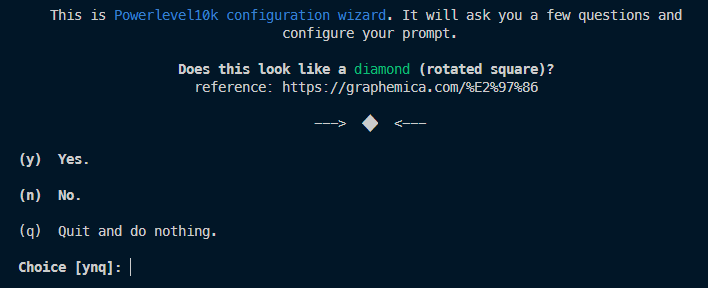 This is Powerlevel10k configuration wizard. It will ask you a few questions and
configure your prompt.
Does this look like a diamond (rotated square)?
reference: https://graphemica.com/%E2%97%86
---> ◆ <---
(y) Yes.
(n) No.
(q) Quit and do nothing.
Choice [ynq]: